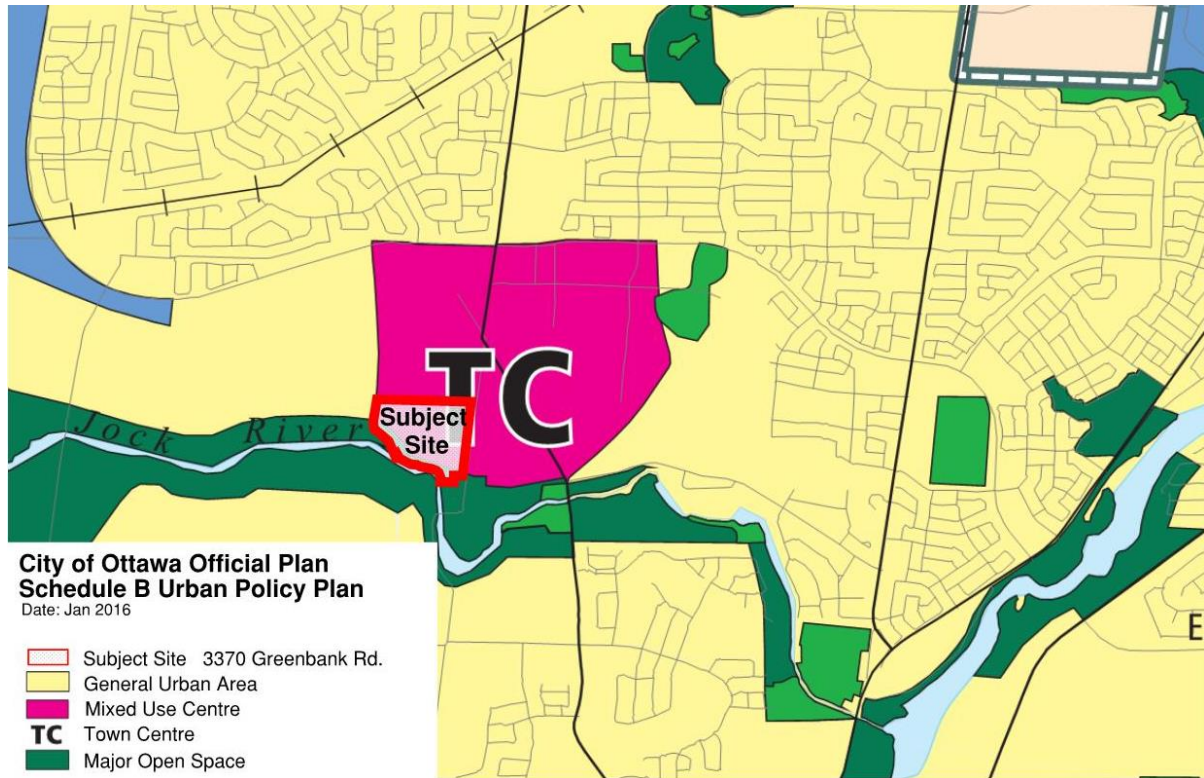 TC
Subject
Site
Jock River
E
City of Ottawa Official Plan
Schedule B Urban Policy Plan
Date: Jan 2016
Subject Site 3370 Greenbank Rd.
General Urban Area
Mixed Use Centre
TC Town Centre
Major Open Space